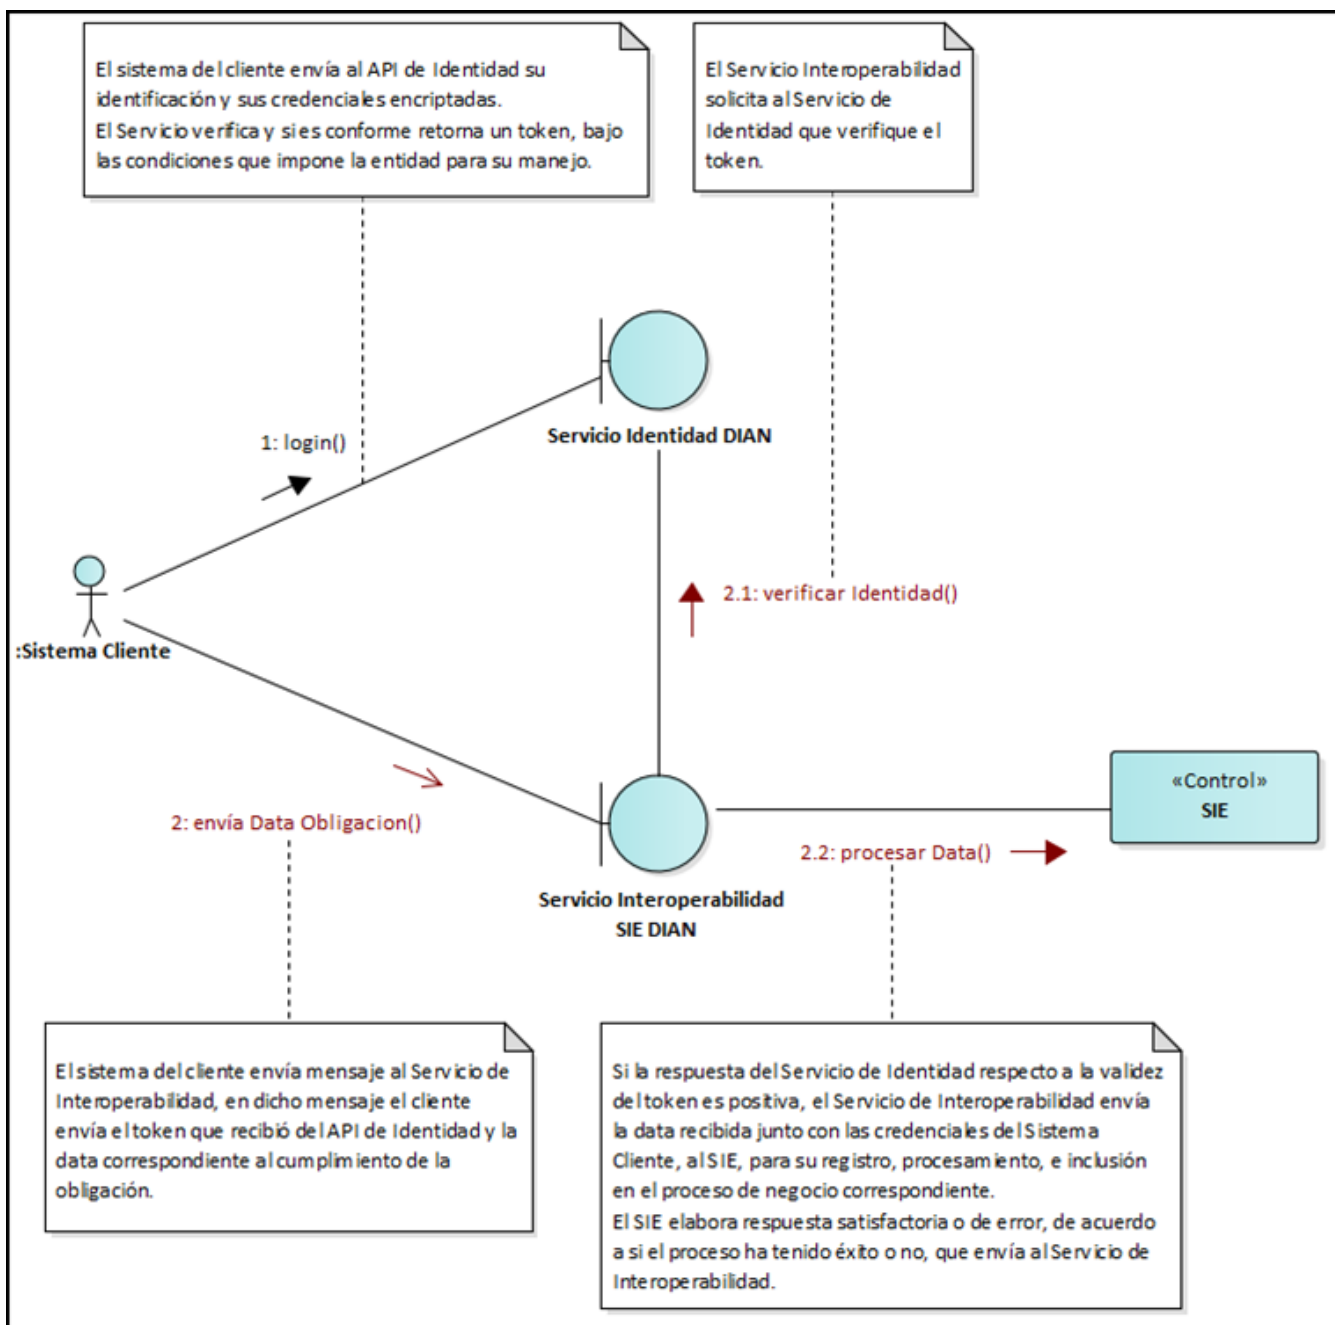 El sistema del cliente envía al API de Identidad su
identificación y sus credenciales encriptadas.
El Servicio verifica y si es conforme retorna un token, bajo
las condiciones que impone la entidad para su manejo.
El Servicio Interoperabilidad
solicita al Servicio de
Identidad que verifique el
token.
Servicio Identidad DIAN
1: login()
2.1: verificar Identidad()
:Sistema Cliente
«Control»
SIE
2: envía Data Obligacion()
2.2: procesar Data()
Servicio Interoperabilidad
SIE DIAN
El sistema del cliente envía mensaje al Servicio de
Interoperabilidad, en dicho mensaje el cliente
envía el token que recibió del API de Identidad y la
data correspondiente al cumplimiento de la
obligación.
Si la respuesta del Servicio de Identidad respecto a la validez
del token es positiva, el Servicio de Interoperabilidad envía
la data recibida junto con las credenciales del Sistema
Cliente, al SIE, para su registro, procesamiento, e inclusión
en el proceso de negocio correspondiente.
El SIE elabora respuesta satisfactoria o de error, de acuerdo
a si el proceso ha tenido éxito o no, que envía al Servicio de
Interoperabilidad.